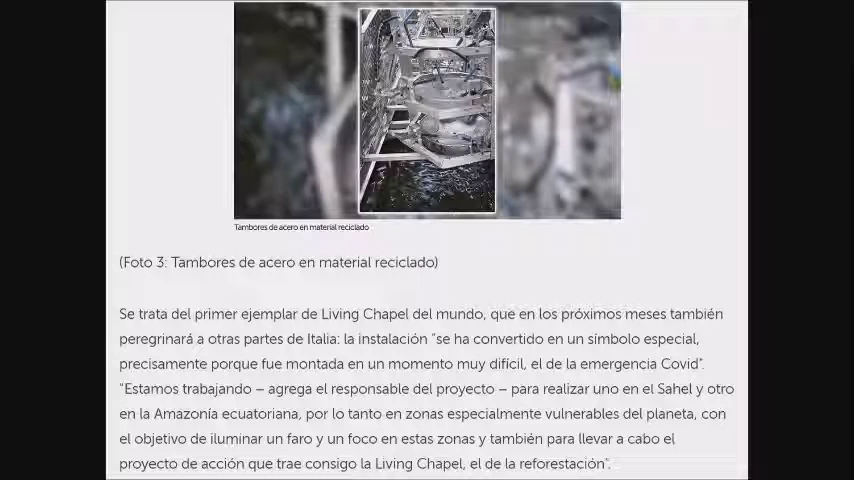 Tambores de acero en material reciclado
(Foto 3: Tambores de acero en material reciclado)
Se trata del primer ejemplar de Living Chapel del mundo, que en los próximos meses también
peregrinará a otras partes de Italia: la instalación "se ha convertido en un símbolo especial,
precisamente porque fue montada en un momento muy difícil, el de la emergencia Covid".
"Estamos trabajando – agrega el responsable del proyecto – para realizar uno en el Sahel y otro
en la Amazonía ecuatoriana, por lo tanto en zonas especialmente vulnerables del planeta, con
el objetivo de iluminar un faro y un foco en estas zonas y también para llevar a cabo el
proyecto de acción que trae consigo la Living Chapel, el de la reforestación".